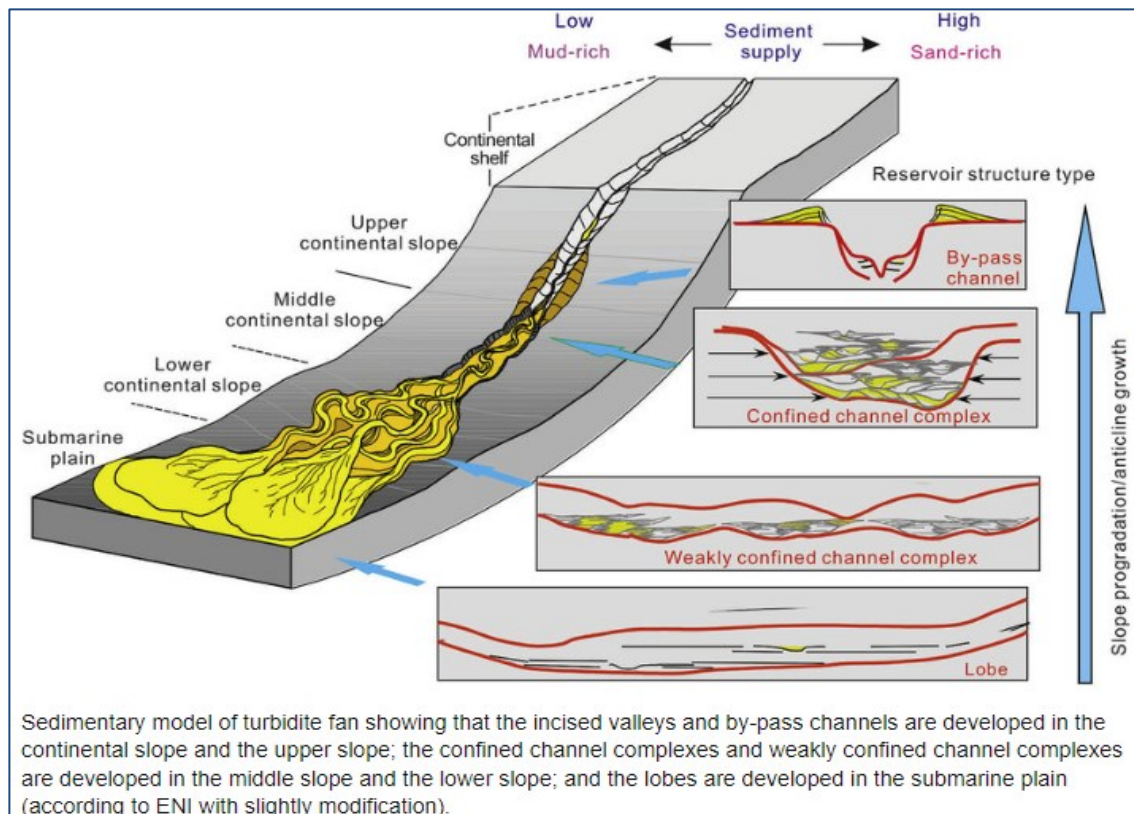 Low
High
Sediment
supply
Mud-rich
Sand-rich
Continental
shelf
Reservoir structure type
Upper
continental slope
By-pass
channel
Middle
continental slope
Confined channel complex
Lower
continental slope
Submarine
plain
Weakly confined channel complex
Lobe
Slope progradation/anticline growth
Sedimentary model of turbidite fan showing that the incised valleys and by-pass channels are developed in the
continental slope and the upper slope; the confined channel complexes and weakly confined channel complexes
are developed in the middle slope and the lower slope; and the lobes are developed in the submarine plain
(according to ENI with slightly modification).